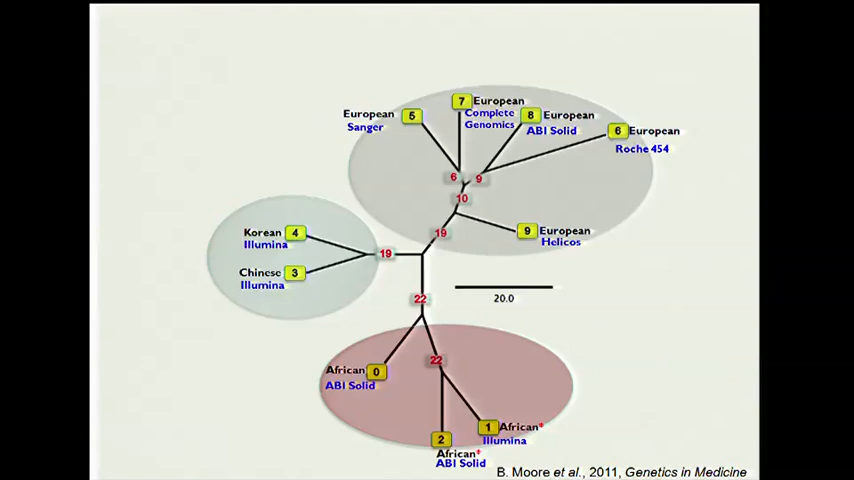 7 European
Complete
Genomics
European 5
Sanger
8 European
ABI Solid
6 European
Roche 454
6
9
10
Korean 4
Illumina
19
9 European
Helicos
19
Chinese 3
Illumina
22
20.0
22
African 0
ABI Solid
1 African*
Illumina
2
African*
ABI Solid
B. Moore et al., 2011, Genetics in Medicine